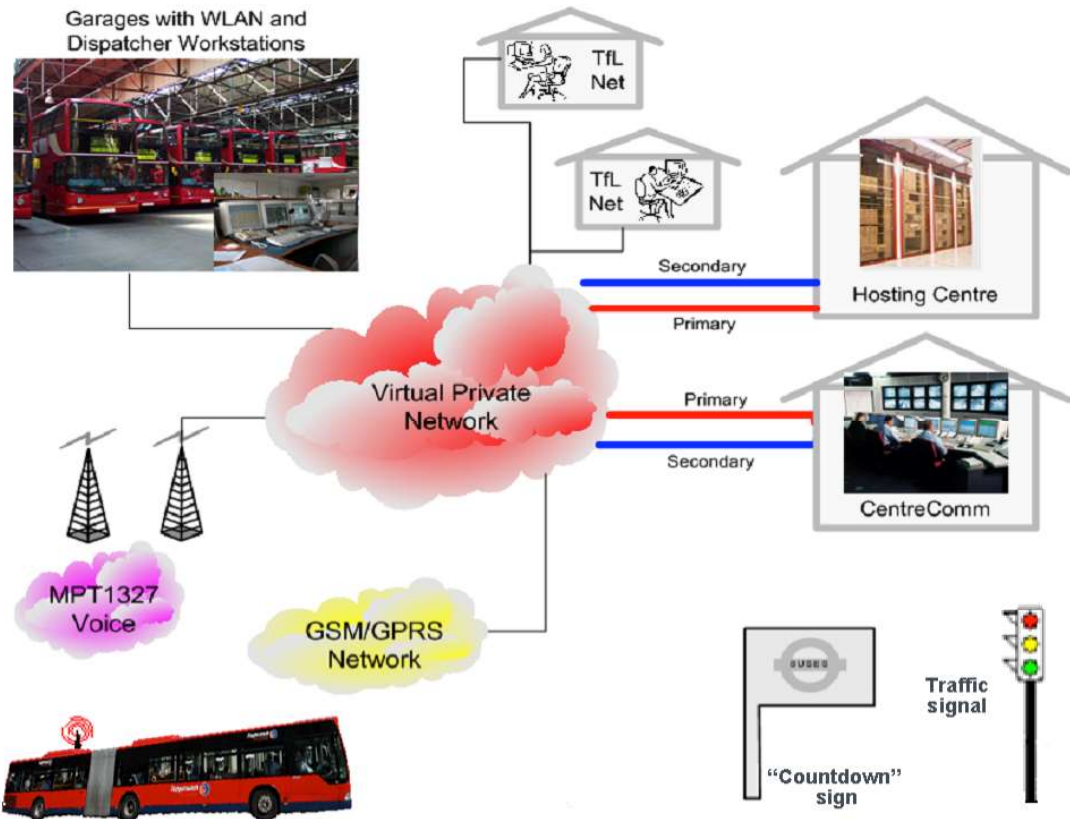 Garages with WLAN and
Dispatcher Workstations
TfL
Net
TfL
Net
Secondary
Hosting Centre
Primary
Virtual Private
Network
Primary
Secondary
CentreComm
MPT1327
Voice
GSM/GPRS
Network
BUSES
Traffic
signal
“Countdown”
sign